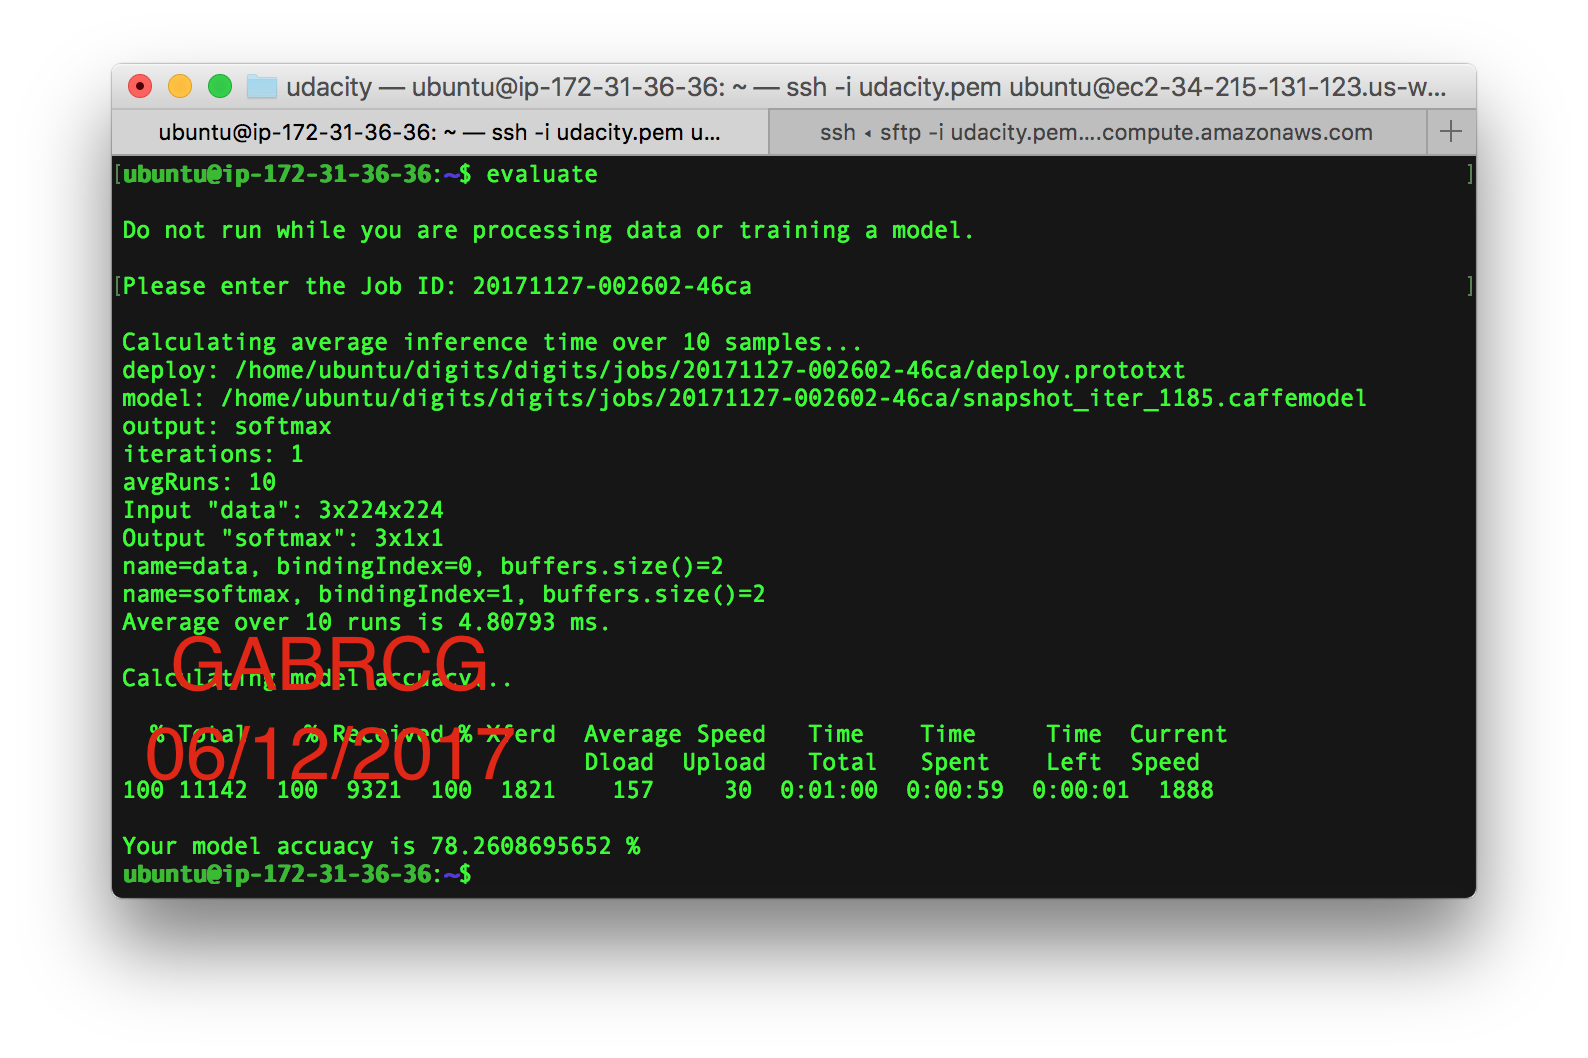 udacity — ubuntu@ip-172-31-36-36: ~ — ssh -i udacity.pem ubuntu@ec2-34-215-131-123.us-w...
ubuntu@ip-172-31-36-36: ~ — ssh -i udacity.pem u...
ssh ◂ sftp -i udacity.pem....compute.amazonaws.com
[ubuntu@ip-172-31-36-36:~$ evaluate ]
Do not run while you are processing data or training a model.
[Please enter the Job ID: 20171127-002602-46ca ]
Calculating average inference time over 10 samples...
deploy: /home/ubuntu/digits/digits/jobs/20171127-002602-46ca/deploy.prototxt
model: /home/ubuntu/digits/digits/jobs/20171127-002602-46ca/snapshot_iter_1185.caffemodel
output: softmax
iterations: 1
avgRuns: 10
Input "data": 3x224x224
Output "softmax": 3x1x1
name=data, bindingIndex=0, buffers.size()=2
name=softmax, bindingIndex=1, buffers.size()=2
Average over 10 runs is 4.80793 ms.
GABRCG
Calculating model accuacy...
% Total % Received % Xferd Average Speed Time Time Time Current
06/12/2017
Dload Upload Total Spent Left Speed
100 11142 100 9321 100 1821 157 30 0:01:00 0:00:59 0:00:01 1888
Your model accuacy is 78.2608695652 %
ubuntu@ip-172-31-36-36:~$